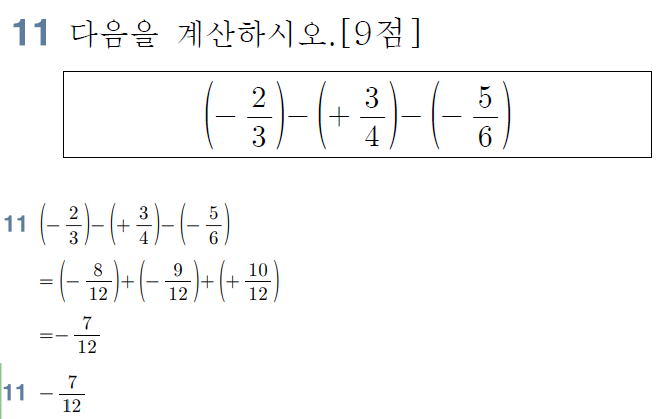 11 다음을 계산하시오.[9점]
(− 2/3)−(+ 3/4)−(− 5/6)
11 (− 2/3)−(+ 3/4)−(− 5/6)
=(− 8/12)+(− 9/12)+(+ 10/12)
=− 7/12
11 − 7/12